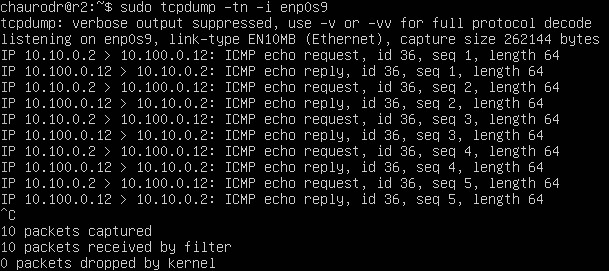 chaurodr@r2:~$ sudo tcpdump -tn -i enp0s9
tcpdump: verbose output suppressed, use -v or -vv for full protocol decode
listening on enp0s9, link-type EN10MB (Ethernet), capture size 262144 bytes
IP 10.10.0.2 > 10.100.0.12: ICMP echo request, id 36, seq 1, length 64
IP 10.100.0.12 > 10.10.0.2: ICMP echo reply, id 36, seq 1, length 64
IP 10.10.0.2 > 10.100.0.12: ICMP echo request, id 36, seq 2, length 64
IP 10.100.0.12 > 10.10.0.2: ICMP echo reply, id 36, seq 2, length 64
IP 10.10.0.2 > 10.100.0.12: ICMP echo request, id 36, seq 3, length 64
IP 10.100.0.12 > 10.10.0.2: ICMP echo reply, id 36, seq 3, length 64
IP 10.10.0.2 > 10.100.0.12: ICMP echo request, id 36, seq 4, length 64
IP 10.100.0.12 > 10.10.0.2: ICMP echo reply, id 36, seq 4, length 64
IP 10.10.0.2 > 10.100.0.12: ICMP echo request, id 36, seq 5, length 64
IP 10.100.0.12 > 10.10.0.2: ICMP echo reply, id 36, seq 5, length 64
^C
10 packets captured
10 packets received by filter
0 packets dropped by kernel